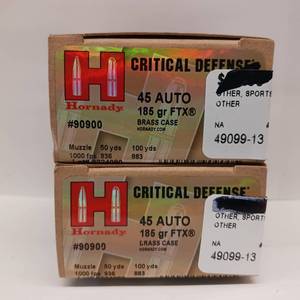 H
Hornady
CRITICAL DEFENSE
45 AUTO
185 gr FTX®
BRASS CASE
HORNADY.COM
#90900
Muzzle 50 yds 100 yds
1000 fps 936 883
OTHER, SPORTS
OTHER
NA
49099-13
H
Hornady
CRITICAL DEFENSE
45 AUTO
185 gr FTX®
BRASS CASE
HORNADY.COM
#90900
Muzzle 50 yds 100 yds
1000 fps 936 883
OTHER, SPORT
OTHER
NA
49099-13